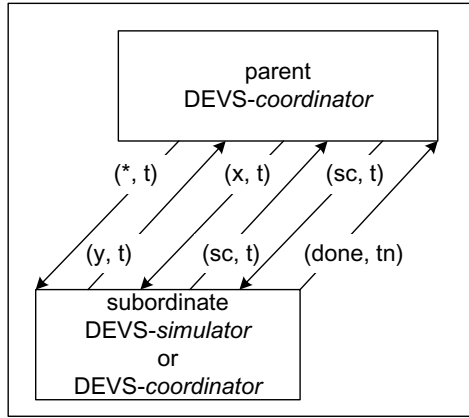 parent
DEVS-coordinator
(*, t)
(x, t)
(sc, t)
(y, t)
(sc, t)
(done, tn)
subordinate
DEVS-simulator
or
DEVS-coordinator